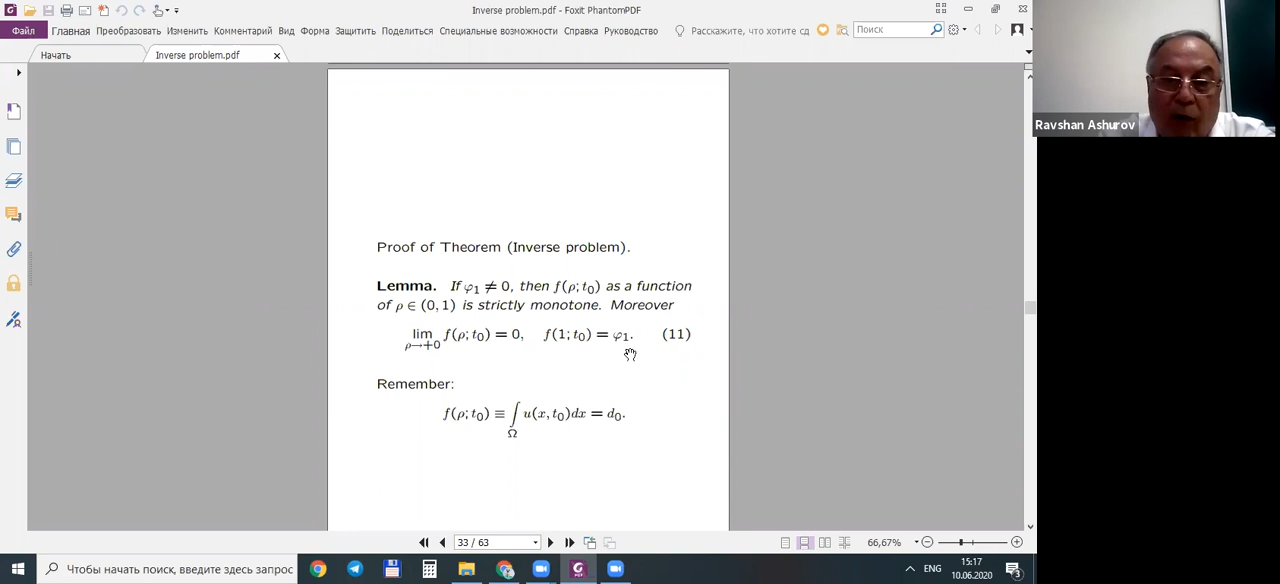 Inverse problem.pdf - Foxit PhantomPDF
Файл Главная Преобразовать Изменить Комментарий Вид Форма Защитить Поделиться Специальные возможности Справка Руководство Расскажите, что хотите сд Поиск
Начать Inverse problem.pdf
Ravshan Ashurov
Proof of Theorem (Inverse problem).
Lemma. If φ₁ ≠ 0, then f(ρ; t₀) as a function
of ρ ∈ (0, 1) is strictly monotone. Moreover
lim f(ρ; t₀) = 0, f(1; t₀) = φ₁. (11)
ρ→+0
Remember:
f(ρ; t₀) ≡ ∫ u(x, t₀)dx = d₀.
Ω
33 / 63
66,67%
Чтобы начать поиск, введите здесь запрос
ENG
15:17
10.06.2020
3